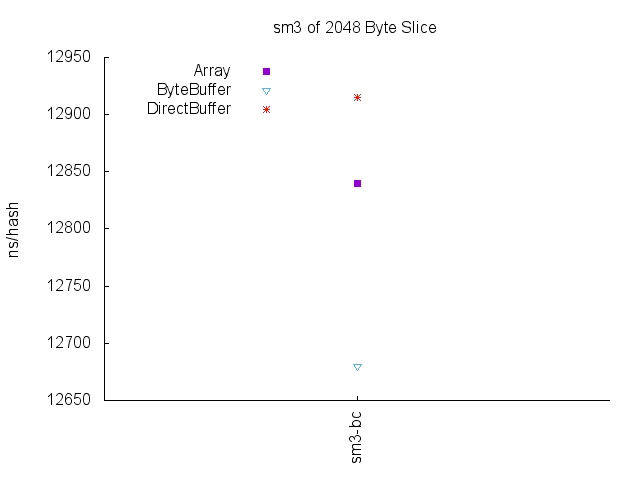 sm3 of 2048 Byte Slice
12950
12900
12850
12800
12750
12700
12650
ns/hash
Array
ByteBuffer
DirectBuffer
sm3-bc